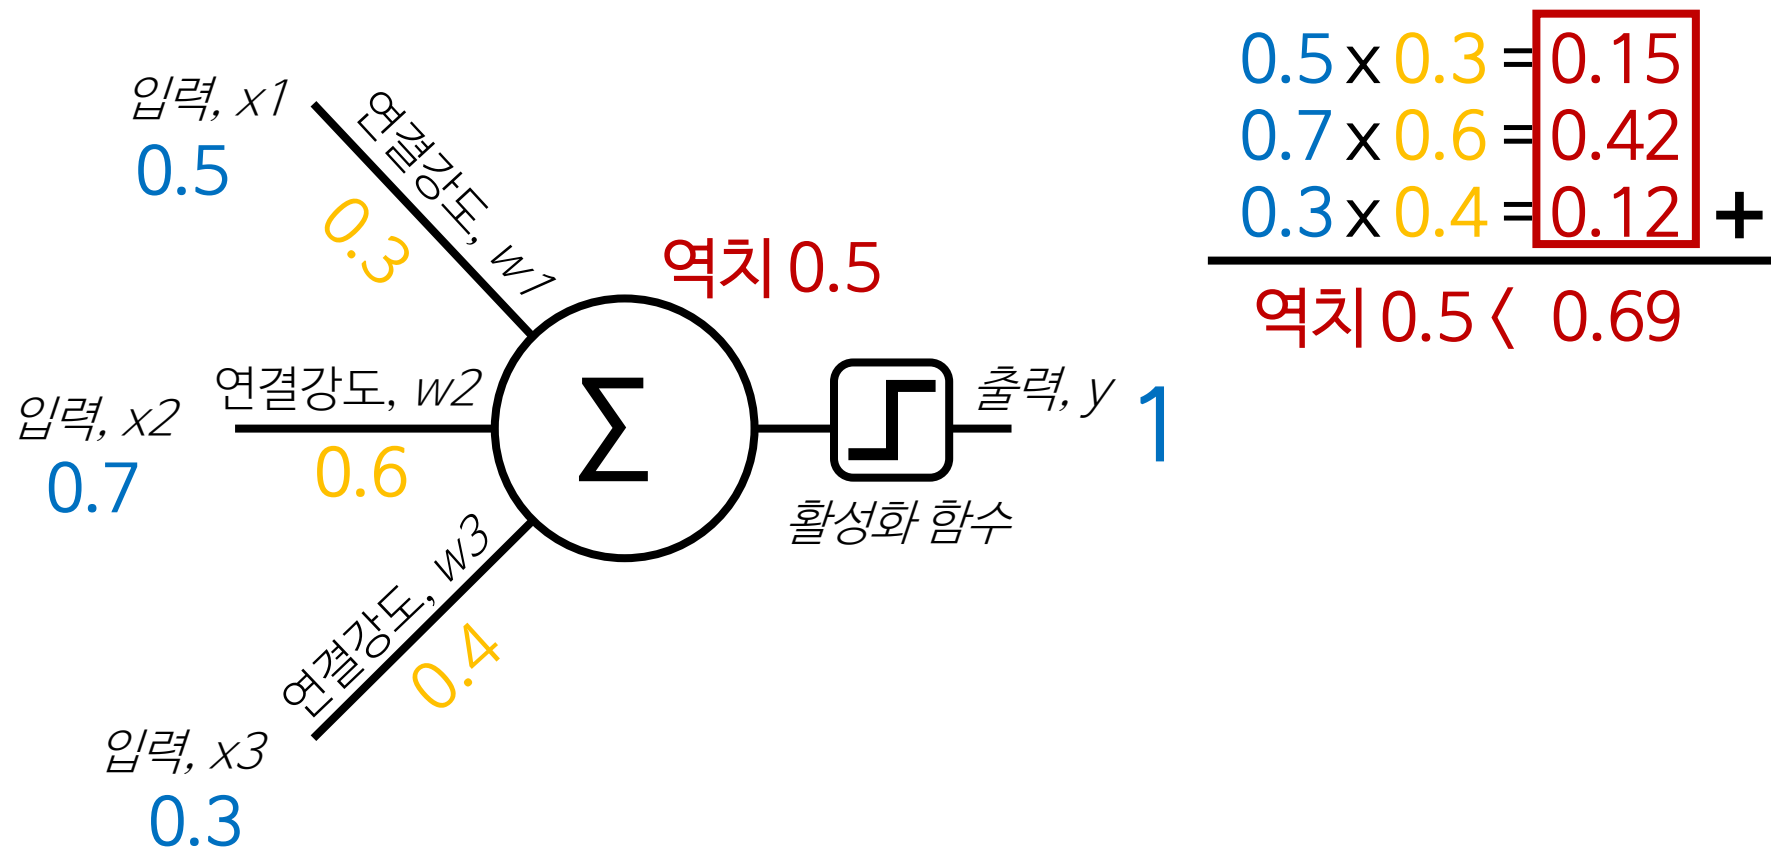 입력, x1
0.5
연결강도, w1
0.3
역치 0.5
입력, x2
0.7
연결강도, w2
0.6
Σ
출력, y
1
활성화 함수
연결강도, w3
0.4
입력, x3
0.3
0.5 x 0.3 = 0.15
0.7 x 0.6 = 0.42
0.3 x 0.4 = 0.12 +
역치 0.5 < 0.69